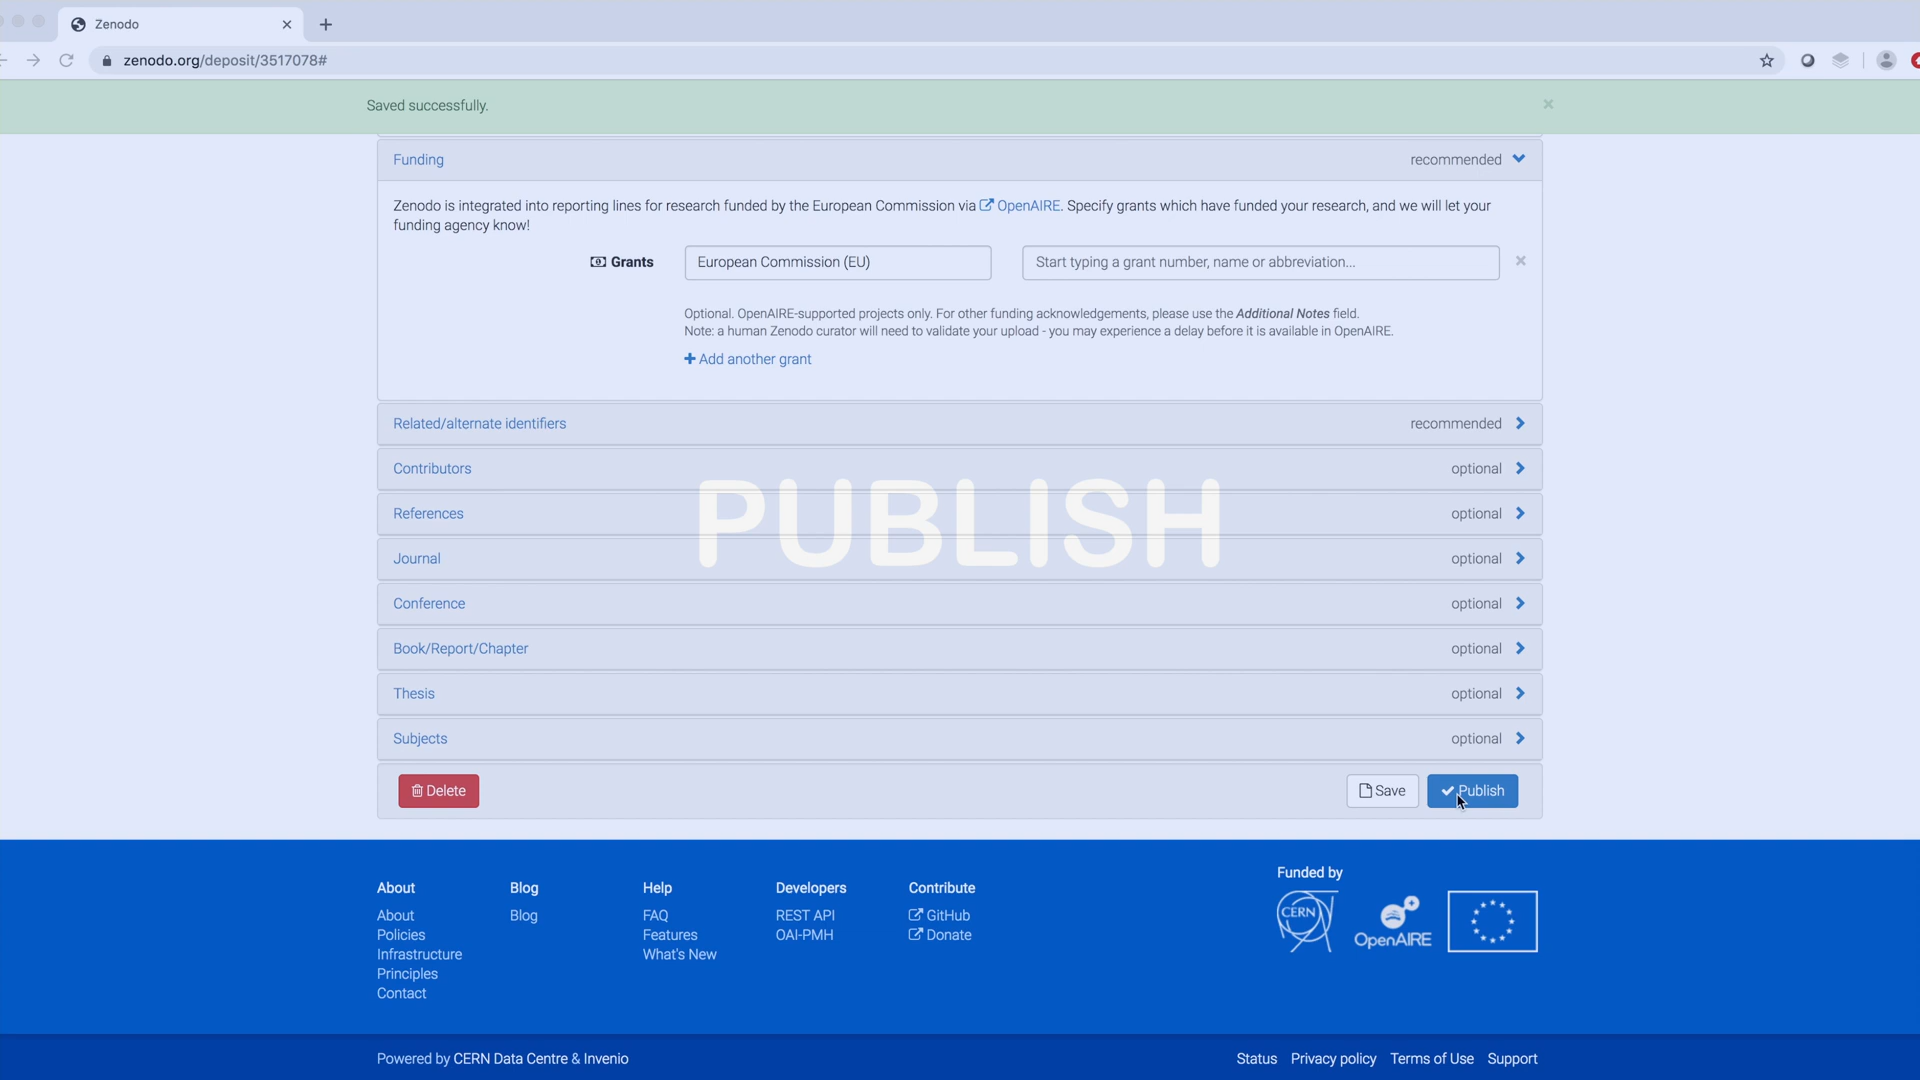 Zenodo
zenodo.org/deposit/3517078#
Saved successfully.
Funding
recommended
Zenodo is integrated into reporting lines for research funded by the European Commission via OpenAIRE. Specify grants which have funded your research, and we will let your
funding agency know!
Grants
European Commission (EU)
Start typing a grant number, name or abbreviation...
Optional. OpenAIRE-supported projects only. For other funding acknowledgements, please use the Additional Notes field.
Note: a human Zenodo curator will need to validate your upload - you may experience a delay before it is available in OpenAIRE.
Add another grant
Related/alternate identifiers
recommended
Contributors
optional
PUBLISH
References
optional
Journal
optional
Conference
optional
Book/Report/Chapter
optional
Thesis
optional
Subjects
optional
Delete
Save
Publish
About
About
Policies
Infrastructure
Principles
Contact
Blog
Blog
Help
FAQ
Features
What's New
Developers
REST API
OAI-PMH
Contribute
GitHub
Donate
Funded by
CERN
OpenAIRE
Powered by CERN Data Centre & Invenio
Status
Privacy policy
Terms of Use
Support